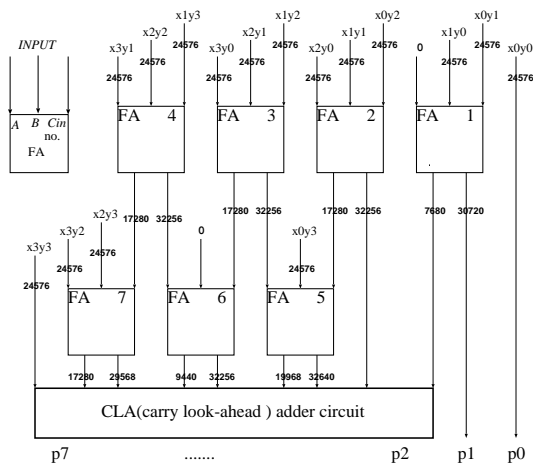 x1y3 x1y2 x0y2 x0y1
INPUT x2y2 x2y1 x1y1 x1y0
x3y1 24576 x3y0 24576 x2y0 24576 0 24576 x0y0
24576 24576 24576 24576 24576 24576 24576 24576
24576
A B Cin FA 4 FA 3 FA 2 FA 1
no.
FA
17280 32256 17280 32256 17280 32256 7680 30720
x2y3
x3y2 0 x0y3
x3y3 24576 24576
24576
24576 FA 7 FA 6 FA 5
17280 29568 9440 32256 19968 32640
CLA(carry look-ahead ) adder circuit
p7 ....... p2 p1 p0